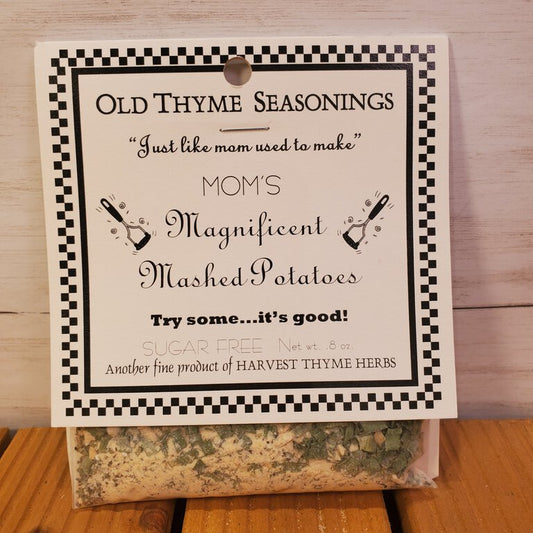 OLD THYME SEASONINGS
“Just like mom used to make”
MOM’S
Magnificent
Mashed Potatoes
Try some...it’s good!
SUGAR FREE Net wt. .8 oz.
Another fine product of HARVEST THYME HERBS